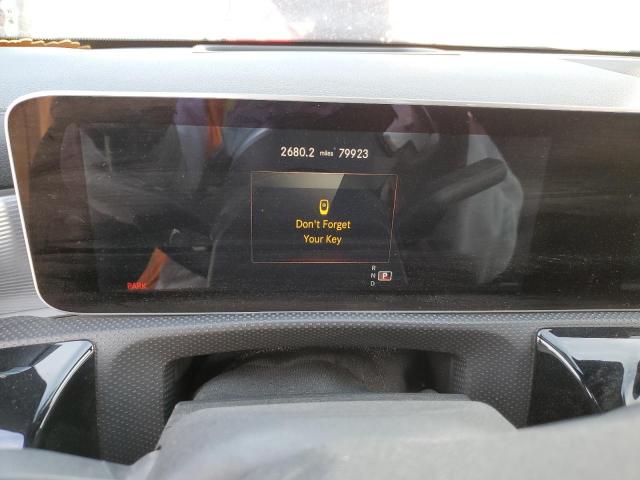 2680.2 miles 79923
Don't Forget
Your Key
R
N P
D
PARK